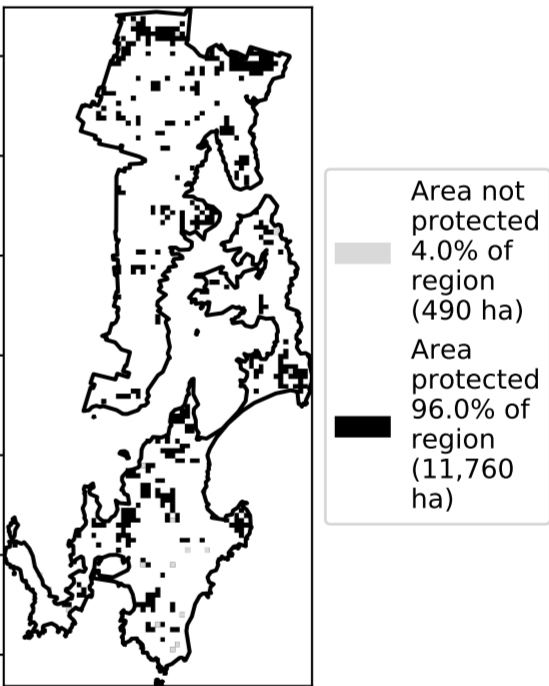 Area not
protected
4.0% of
region
(490 ha)
Area
protected
96.0% of
region
(11,760
ha)